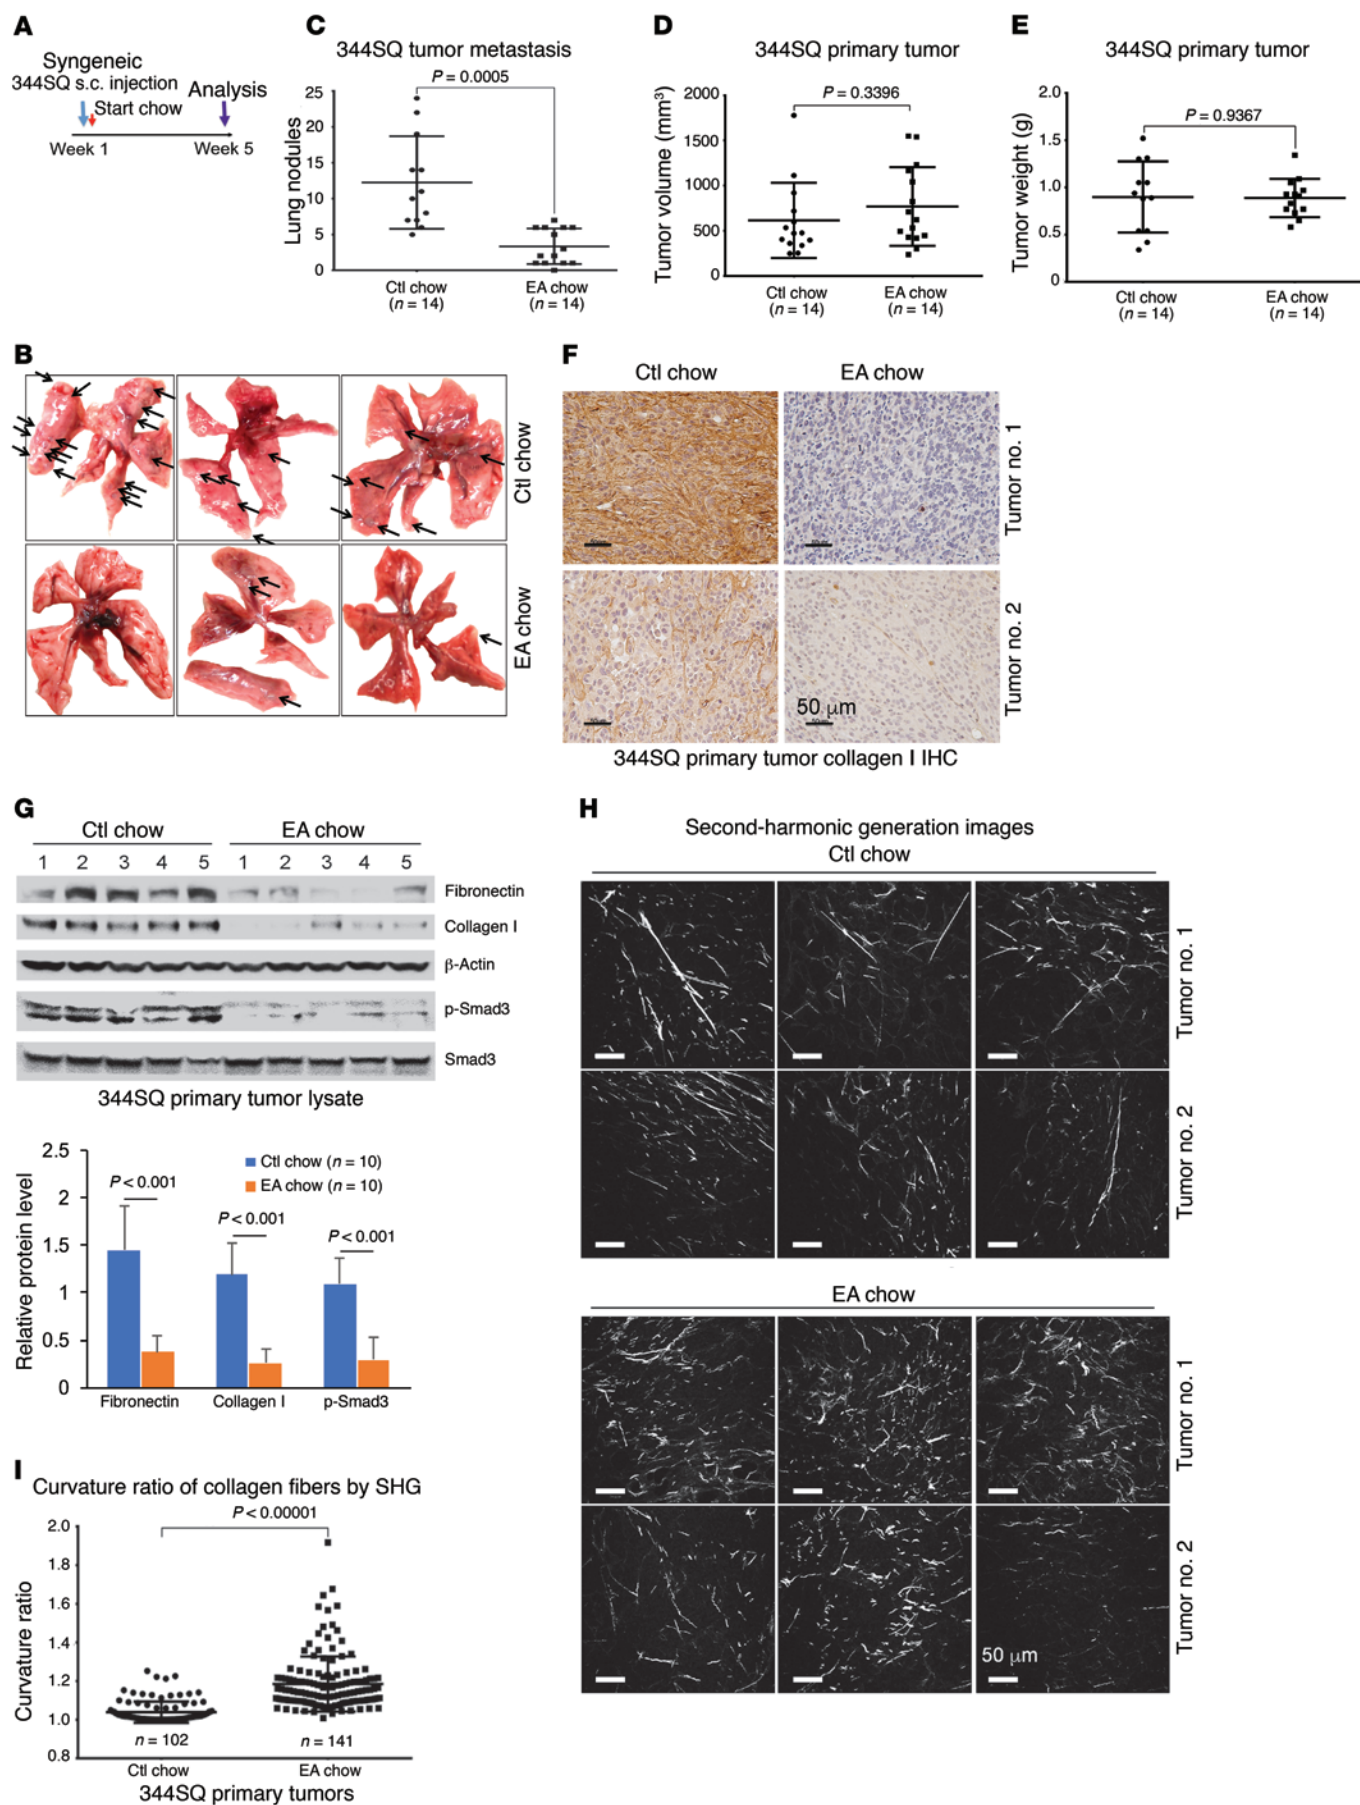 A
Syngeneic
344SQ s.c. injection
Start chow
Analysis
Week 1
Week 5
C
344SQ tumor metastasis
P = 0.0005
Lung nodules
25
20
15
10
5
0
Ctl chow
(n = 14)
EA chow
(n = 14)
D
344SQ primary tumor
P = 0.3396
Tumor volume (mm³)
2000
1500
1000
500
0
Ctl chow
(n = 14)
EA chow
(n = 14)
E
344SQ primary tumor
P = 0.9367
Tumor weight (g)
2.0
1.5
1.0
0.5
0
Ctl chow
(n = 14)
EA chow
(n = 14)
B
Ctl chow
EA chow
F
Ctl chow
EA chow
Tumor no. 1
Tumor no. 2
50 μm
344SQ primary tumor collagen I IHC
G
Ctl chow
EA chow
1 2 3 4 5 1 2 3 4 5
Fibronectin
Collagen I
β-Actin
p-Smad3
Smad3
344SQ primary tumor lysate
Relative protein level
2.5
2
1.5
1
0.5
0
Ctl chow (n = 10)
EA chow (n = 10)
P < 0.001
P < 0.001
P < 0.001
Fibronectin
Collagen I
p-Smad3
H
Second-harmonic generation images
Ctl chow
Tumor no. 1
Tumor no. 2
EA chow
Tumor no. 1
Tumor no. 2
50 μm
I
Curvature ratio of collagen fibers by SHG
P < 0.00001
Curvature ratio
2.0
1.8
1.6
1.4
1.2
1.0
0.8
n = 102
n = 141
Ctl chow
EA chow
344SQ primary tumors